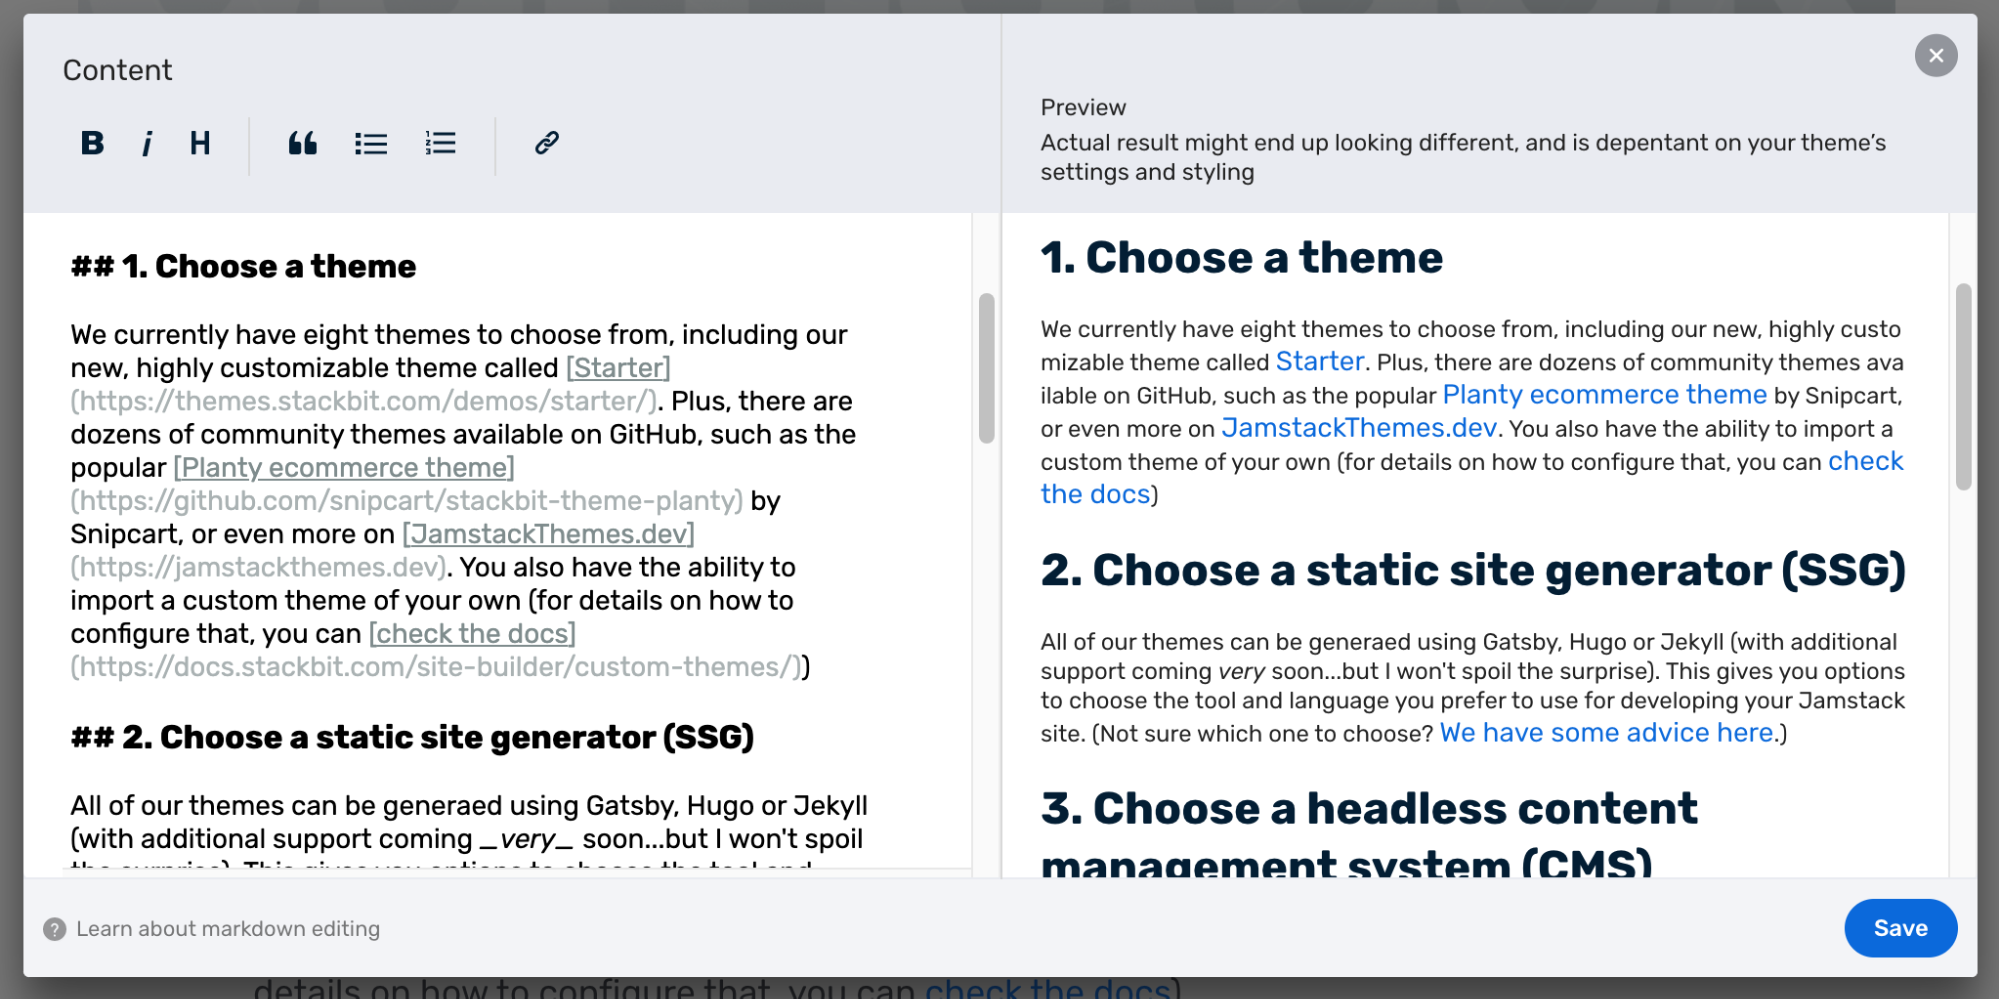 Content
B i H
Preview
Actual result might end up looking different, and is depentant on your theme’s
settings and styling
## 1. Choose a theme
We currently have eight themes to choose from, including our
new, highly customizable theme called [Starter]
(https://themes.stackbit.com/demos/starter/). Plus, there are
dozens of community themes available on GitHub, such as the
popular [Planty ecommerce theme]
(https://github.com/snipcart/stackbit-theme-planty) by
Snipcart, or even more on [JamstackThemes.dev]
(https://jamstackthemes.dev). You also have the ability to
import a custom theme of your own (for details on how to
configure that, you can [check the docs]
(https://docs.stackbit.com/site-builder/custom-themes/))
## 2. Choose a static site generator (SSG)
All of our themes can be generaed using Gatsby, Hugo or Jekyll
(with additional support coming _very_ soon...but I won't spoil
the surprise). This gives you options to choose the tool and
1. Choose a theme
We currently have eight themes to choose from, including our new, highly custo
mizable theme called Starter. Plus, there are dozens of community themes ava
ilable on GitHub, such as the popular Planty ecommerce theme by Snipcart,
or even more on JamstackThemes.dev. You also have the ability to import a
custom theme of your own (for details on how to configure that, you can check
the docs)
2. Choose a static site generator (SSG)
All of our themes can be generaed using Gatsby, Hugo or Jekyll (with additional
support coming very soon...but I won't spoil the surprise). This gives you options
to choose the tool and language you prefer to use for developing your Jamstack
site. (Not sure which one to choose? We have some advice here.)
3. Choose a headless content
management system (CMS)
? Learn about markdown editing
Save
details on how to configure that, you can check the docs)